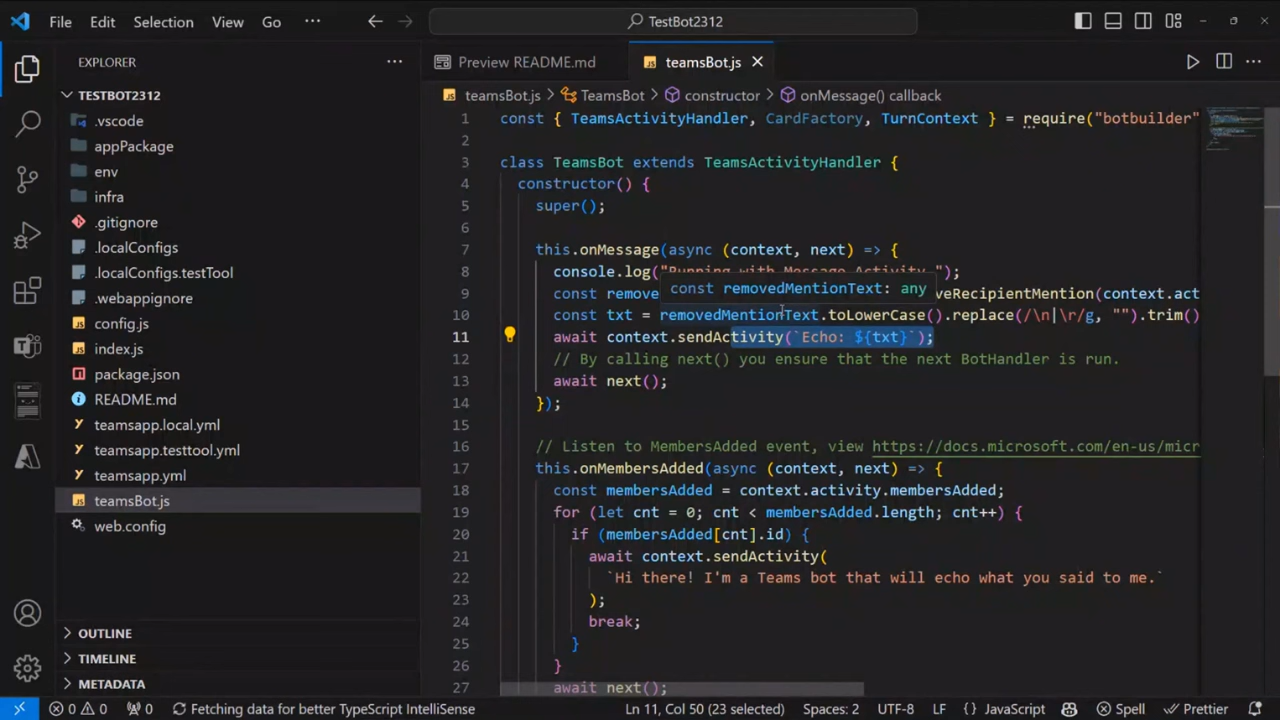 File Edit Selection View Go ··· TestBot2312
EXPLORER ···
TESTBOT2312
.vscode
appPackage
env
infra
.gitignore
.localConfigs
.localConfigs.testTool
.webappignore
config.js
index.js
package.json
README.md
teamsapp.local.yml
teamsapp.testtool.yml
teamsapp.yml
teamsBot.js
web.config
OUTLINE
TIMELINE
METADATA
Preview README.md teamsBot.js
teamsBot.js > TeamsBot > constructor > onMessage() callback
1 const { TeamsActivityHandler, CardFactory, TurnContext } = require("botbuilder"
2
3 class TeamsBot extends TeamsActivityHandler {
4 constructor() {
5 super();
6
7 this.onMessage(async (context, next) => {
8 console.log("Running with Message Activity.");
const removedMentionText: any
9 const remove veRecipientMention(context.act
10 const txt = removedMentionText.toLowerCase().replace(/\n|\r/g, "").trim()
11 await context.sendActivity(`Echo: ${txt}`);
12 // By calling next() you ensure that the next BotHandler is run.
13 await next();
14 });
15
16 // Listen to MembersAdded event, view https://docs.microsoft.com/en-us/micr
17 this.onMembersAdded(async (context, next) => {
18 const membersAdded = context.activity.membersAdded;
19 for (let cnt = 0; cnt < membersAdded.length; cnt++) {
20 if (membersAdded[cnt].id) {
21 await context.sendActivity(
22 `Hi there! I'm a Teams bot that will echo what you said to me.`
23 );
24 break;
25 }
26 }
27 await next();
0 0 0 Fetching data for better TypeScript IntelliSense Ln 11, Col 50 (23 selected) Spaces: 2 UTF-8 LF {} JavaScript Spell Prettier